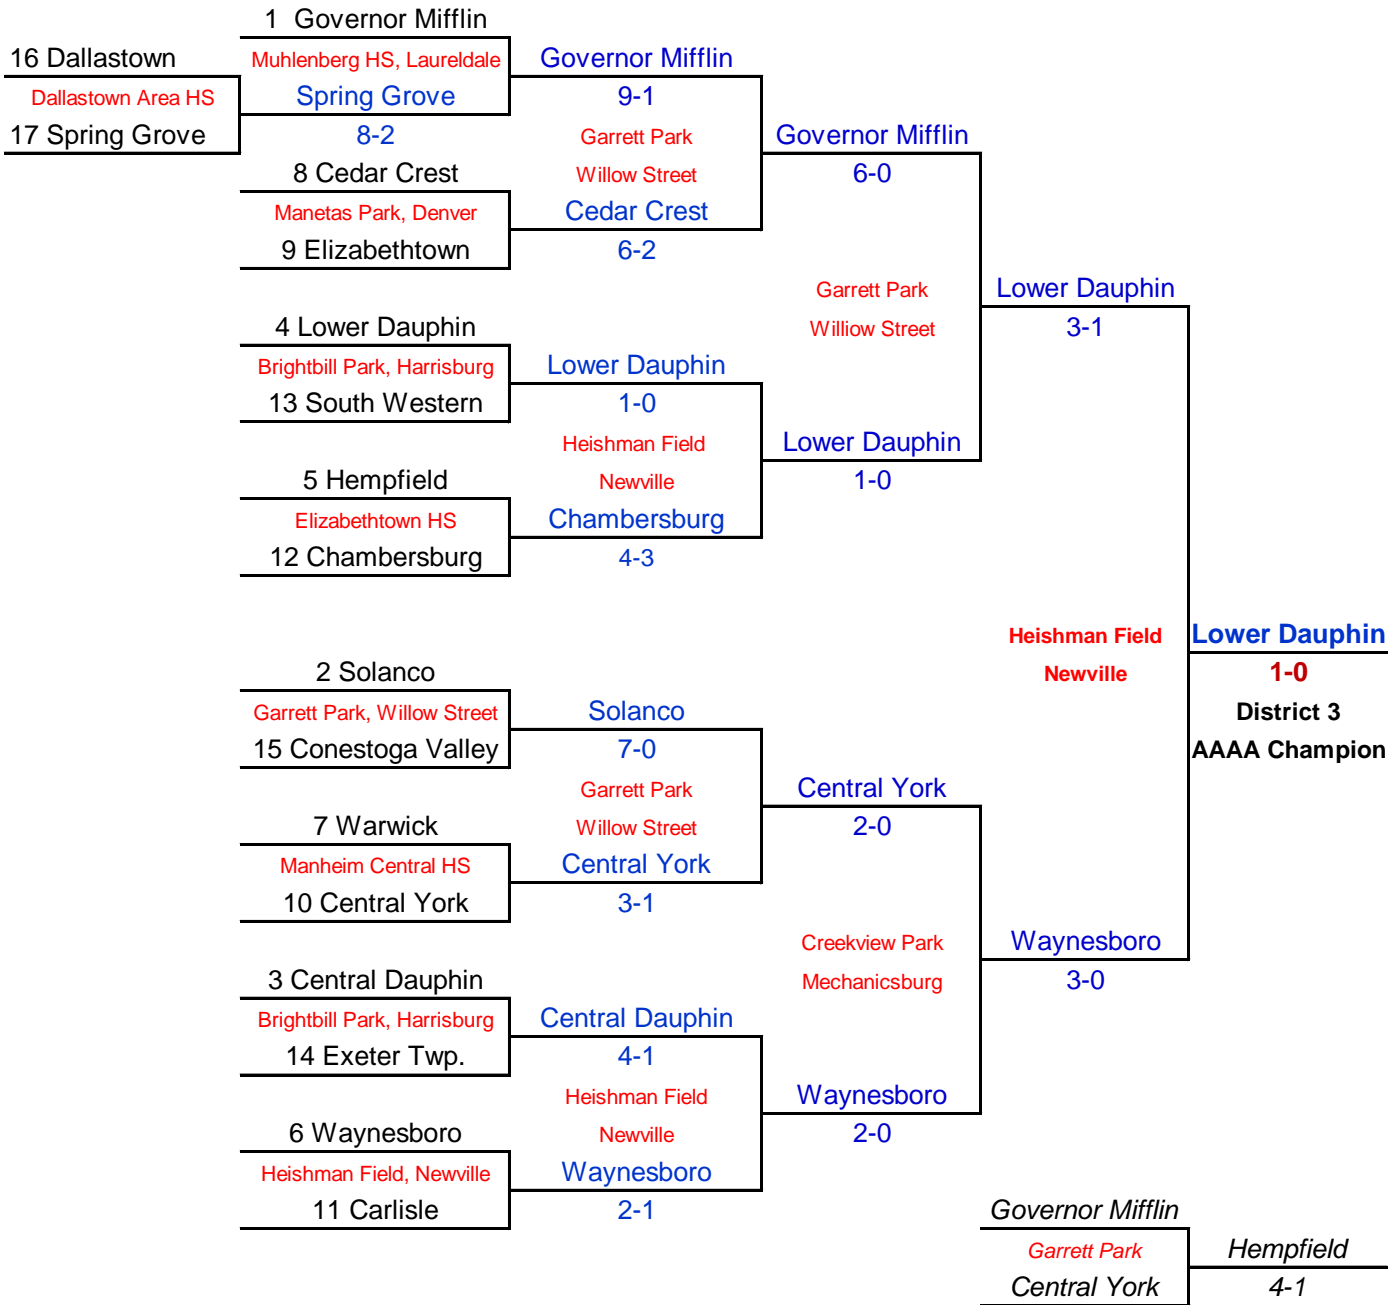 1 Governor Mifflin
16 Dallastown
Muhlenberg HS, Laureldale
Governor Mifflin
Dallastown Area HS
Spring Grove
9-1
17 Spring Grove
8-2
Garrett Park
Governor Mifflin
8 Cedar Crest
Willow Street
6-0
Manetas Park, Denver
Cedar Crest
9 Elizabethtown
6-2
Garrett Park
Lower Dauphin
4 Lower Dauphin
Williow Street
3-1
Brightbill Park, Harrisburg
Lower Dauphin
13 South Western
1-0
Heishman Field
Lower Dauphin
5 Hempfield
Newville
1-0
Elizabethtown HS
Chambersburg
12 Chambersburg
4-3
Heishman Field
Lower Dauphin
2 Solanco
Newville
1-0
Garrett Park, Willow Street
Solanco
District 3
15 Conestoga Valley
7-0
AAAA Champion
Garrett Park
Central York
7 Warwick
Willow Street
2-0
Manheim Central HS
Central York
10 Central York
3-1
Creekview Park
Waynesboro
3 Central Dauphin
Mechanicsburg
3-0
Brightbill Park, Harrisburg
Central Dauphin
14 Exeter Twp.
4-1
Heishman Field
Waynesboro
6 Waynesboro
Newville
2-0
Heishman Field, Newville
Waynesboro
11 Carlisle
2-1
Governor Mifflin
Garrett Park
Hempfield
Central York
4-1